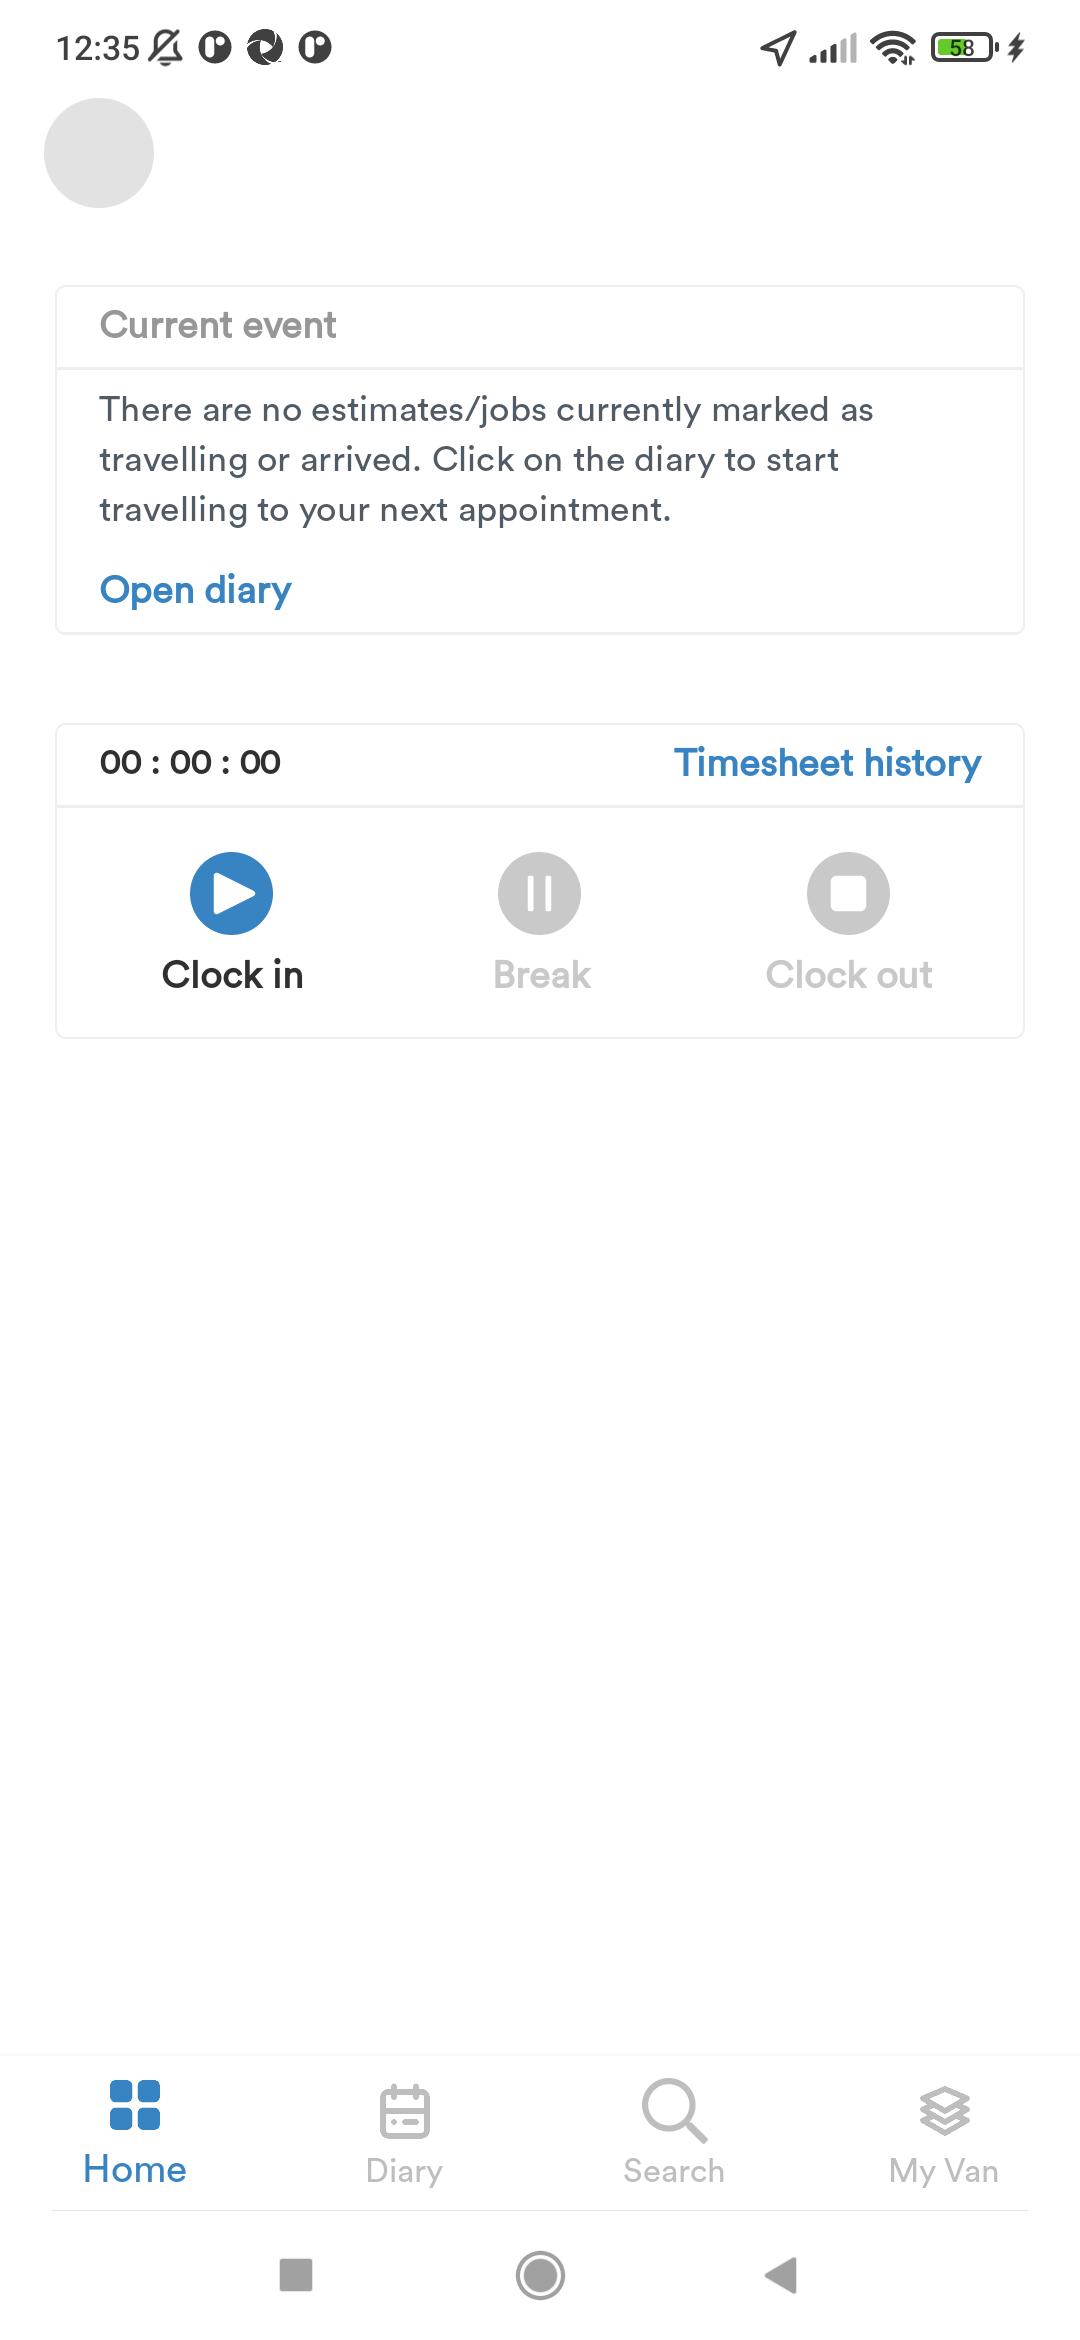 12:35
58
Current event
There are no estimates/jobs currently marked as
travelling or arrived. Click on the diary to start
travelling to your next appointment.
Open diary
00 : 00 : 00 Timesheet history
Clock in Break Clock out
Home Diary Search My Van